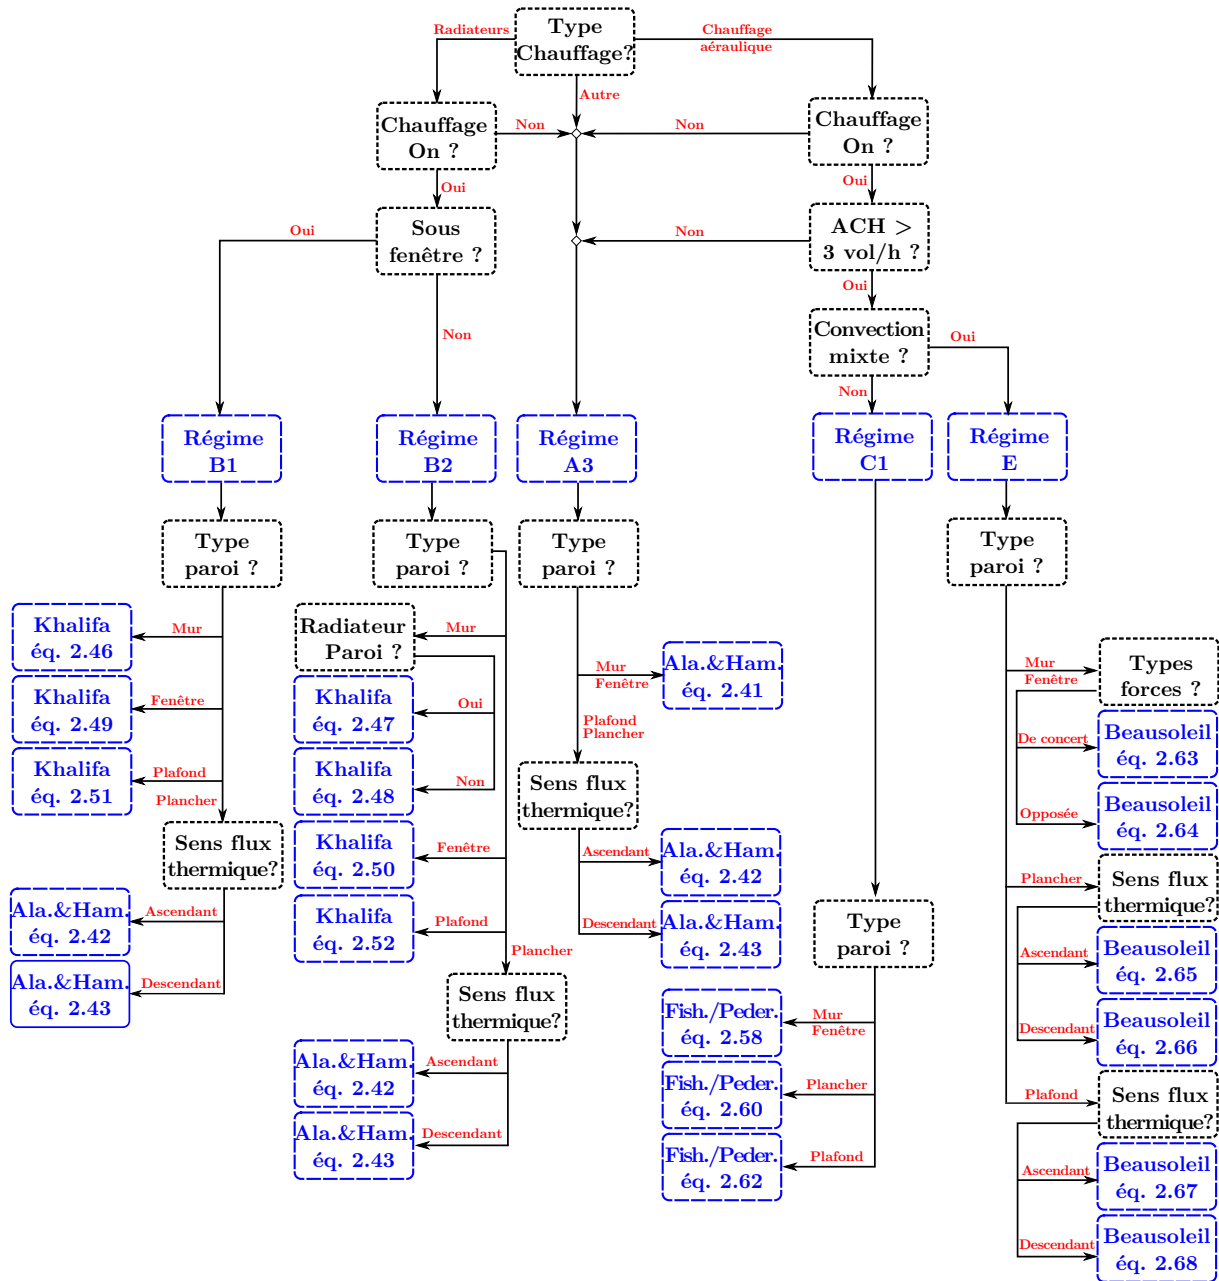 Type
Chauffage?
Radiateurs
Chauffage
aéraulique
Autre
Chauffage
On ?
Non
Non
Chauffage
On ?
Oui
Oui
Sous
fenêtre ?
Oui
Non
ACH >
3 vol/h ?
Non
Oui
Convection
mixte ?
Oui
Non
Régime
B1
Régime
B2
Régime
A3
Régime
C1
Régime
E
Type
paroi ?
Mur
Khalifa
éq. 2.46
Fenêtre
Khalifa
éq. 2.49
Plafond
Khalifa
éq. 2.51
Plancher
Sens flux
thermique?
Ascendant
Ala.&Ham.
éq. 2.42
Descendant
Ala.&Ham.
éq. 2.43
Type
paroi ?
Mur
Radiateur
Paroi ?
Oui
Khalifa
éq. 2.47
Non
Khalifa
éq. 2.48
Fenêtre
Khalifa
éq. 2.50
Plafond
Khalifa
éq. 2.52
Plancher
Sens flux
thermique?
Ascendant
Ala.&Ham.
éq. 2.42
Descendant
Ala.&Ham.
éq. 2.43
Type
paroi ?
Mur
Fenêtre
Ala.&Ham.
éq. 2.41
Plafond
Plancher
Sens flux
thermique?
Ascendant
Ala.&Ham.
éq. 2.42
Descendant
Ala.&Ham.
éq. 2.43
Type
paroi ?
Mur
Fenêtre
Fish./Peder.
éq. 2.58
Plancher
Fish./Peder.
éq. 2.60
Plafond
Fish./Peder.
éq. 2.62
Type
paroi ?
Mur
Fenêtre
Types
forces ?
De concert
Beausoleil
éq. 2.63
Opposée
Beausoleil
éq. 2.64
Plancher
Sens flux
thermique?
Ascendant
Beausoleil
éq. 2.65
Descendant
Beausoleil
éq. 2.66
Plafond
Sens flux
thermique?
Ascendant
Beausoleil
éq. 2.67
Descendant
Beausoleil
éq. 2.68